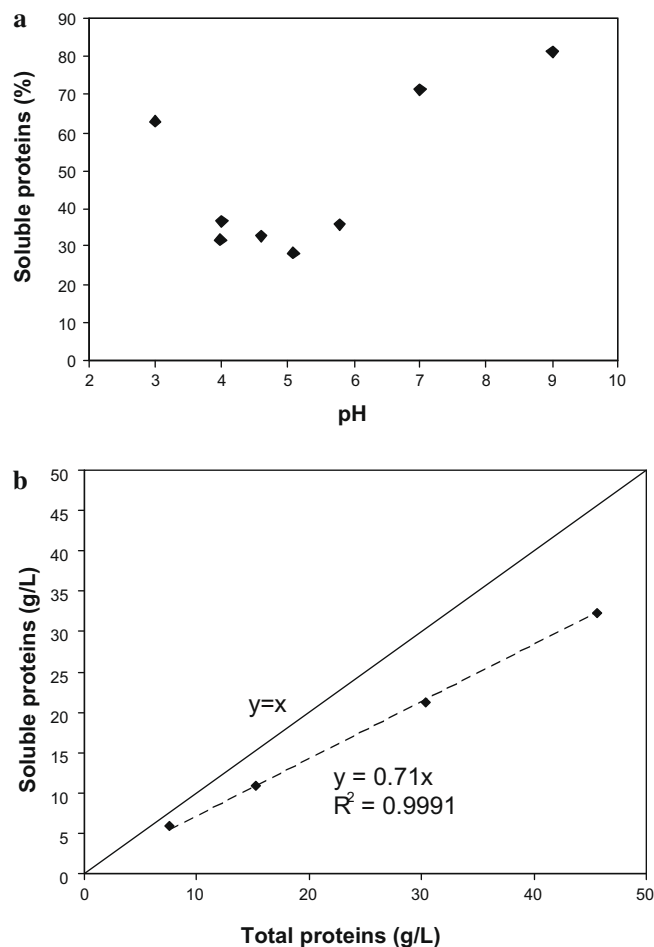 a
90
80
70
60
50
40
30
20
10
0
Soluble proteins (%)
2 3 4 5 6 7 8 9 10
pH
b
50
45
40
35
30
25
20
15
10
5
0
Soluble proteins (g/L)
y=x
y = 0.71x
R² = 0.9991
0 10 20 30 40 50
Total proteins (g/L)